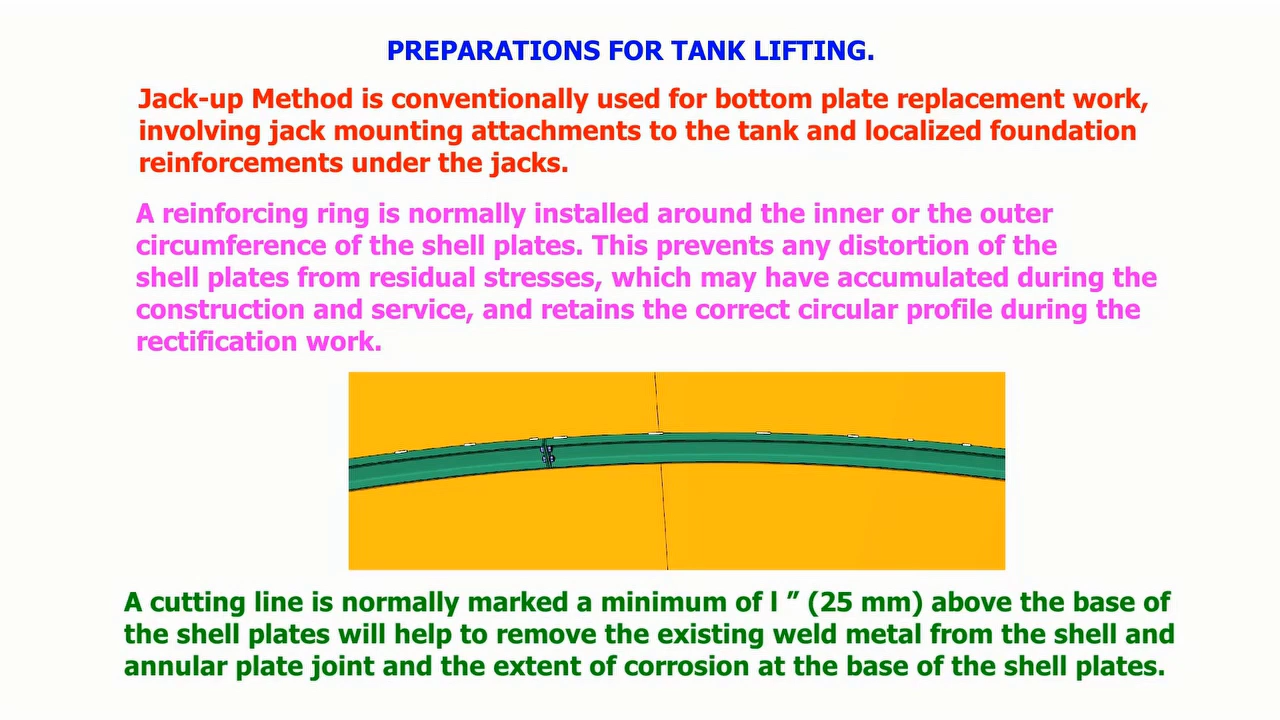 PREPARATIONS FOR TANK LIFTING.
Jack-up Method is conventionally used for bottom plate replacement work,
involving jack mounting attachments to the tank and localized foundation
reinforcements under the jacks.
A reinforcing ring is normally installed around the inner or the outer
circumference of the shell plates. This prevents any distortion of the
shell plates from residual stresses, which may have accumulated during the
construction and service, and retains the correct circular profile during the
rectification work.
A cutting line is normally marked a minimum of l ” (25 mm) above the base of
the shell plates will help to remove the existing weld metal from the shell and
annular plate joint and the extent of corrosion at the base of the shell plates.